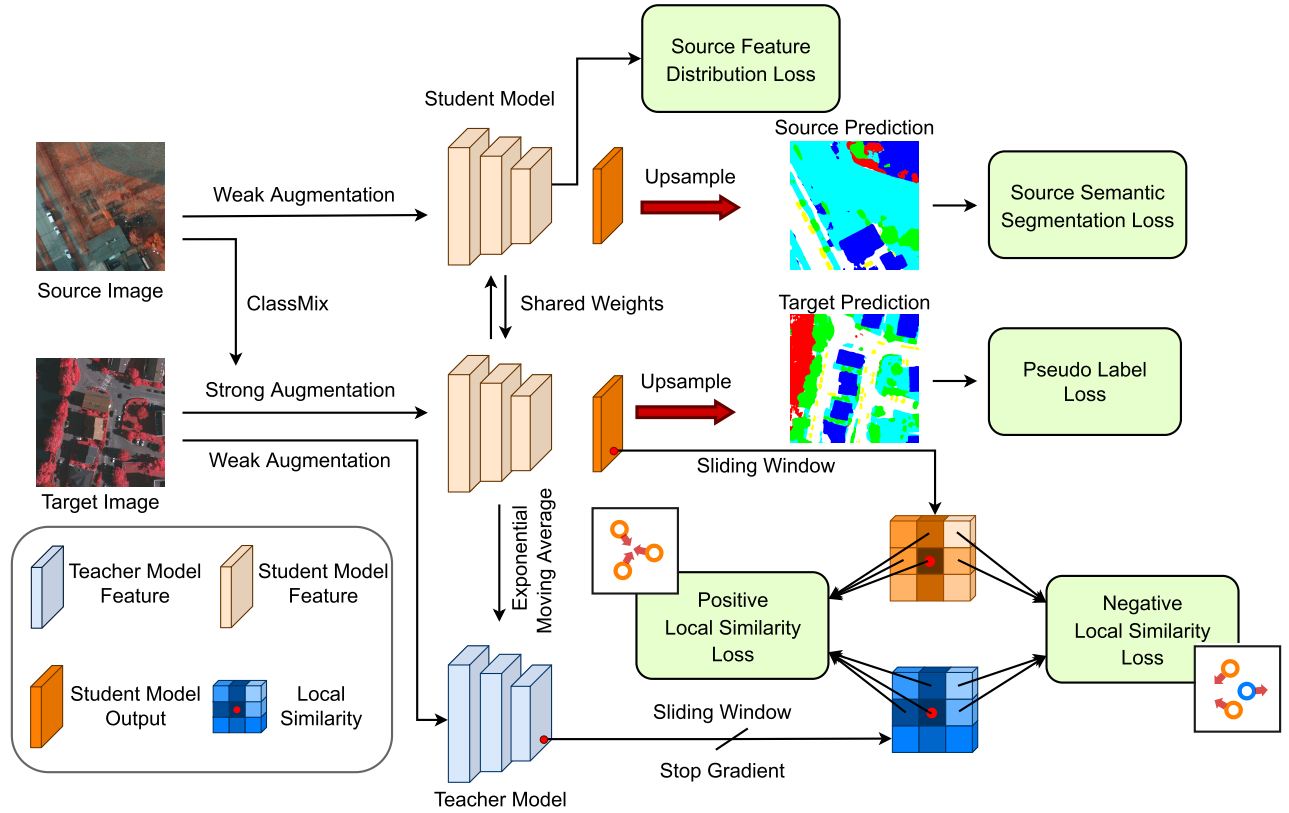 Source Feature
Distribution Loss
Student Model
Source Prediction
Weak Augmentation
Upsample
Source Semantic
Segmentation Loss
Source Image
ClassMix
Shared Weights
Target Prediction
Strong Augmentation
Upsample
Pseudo Label
Loss
Weak Augmentation
Sliding Window
Target Image
Exponential
Moving Average
Teacher Model
Feature
Student Model
Feature
Student Model
Output
Local
Similarity
Positive
Local Similarity
Loss
Negative
Local Similarity
Loss
Sliding Window
Stop Gradient
Teacher Model